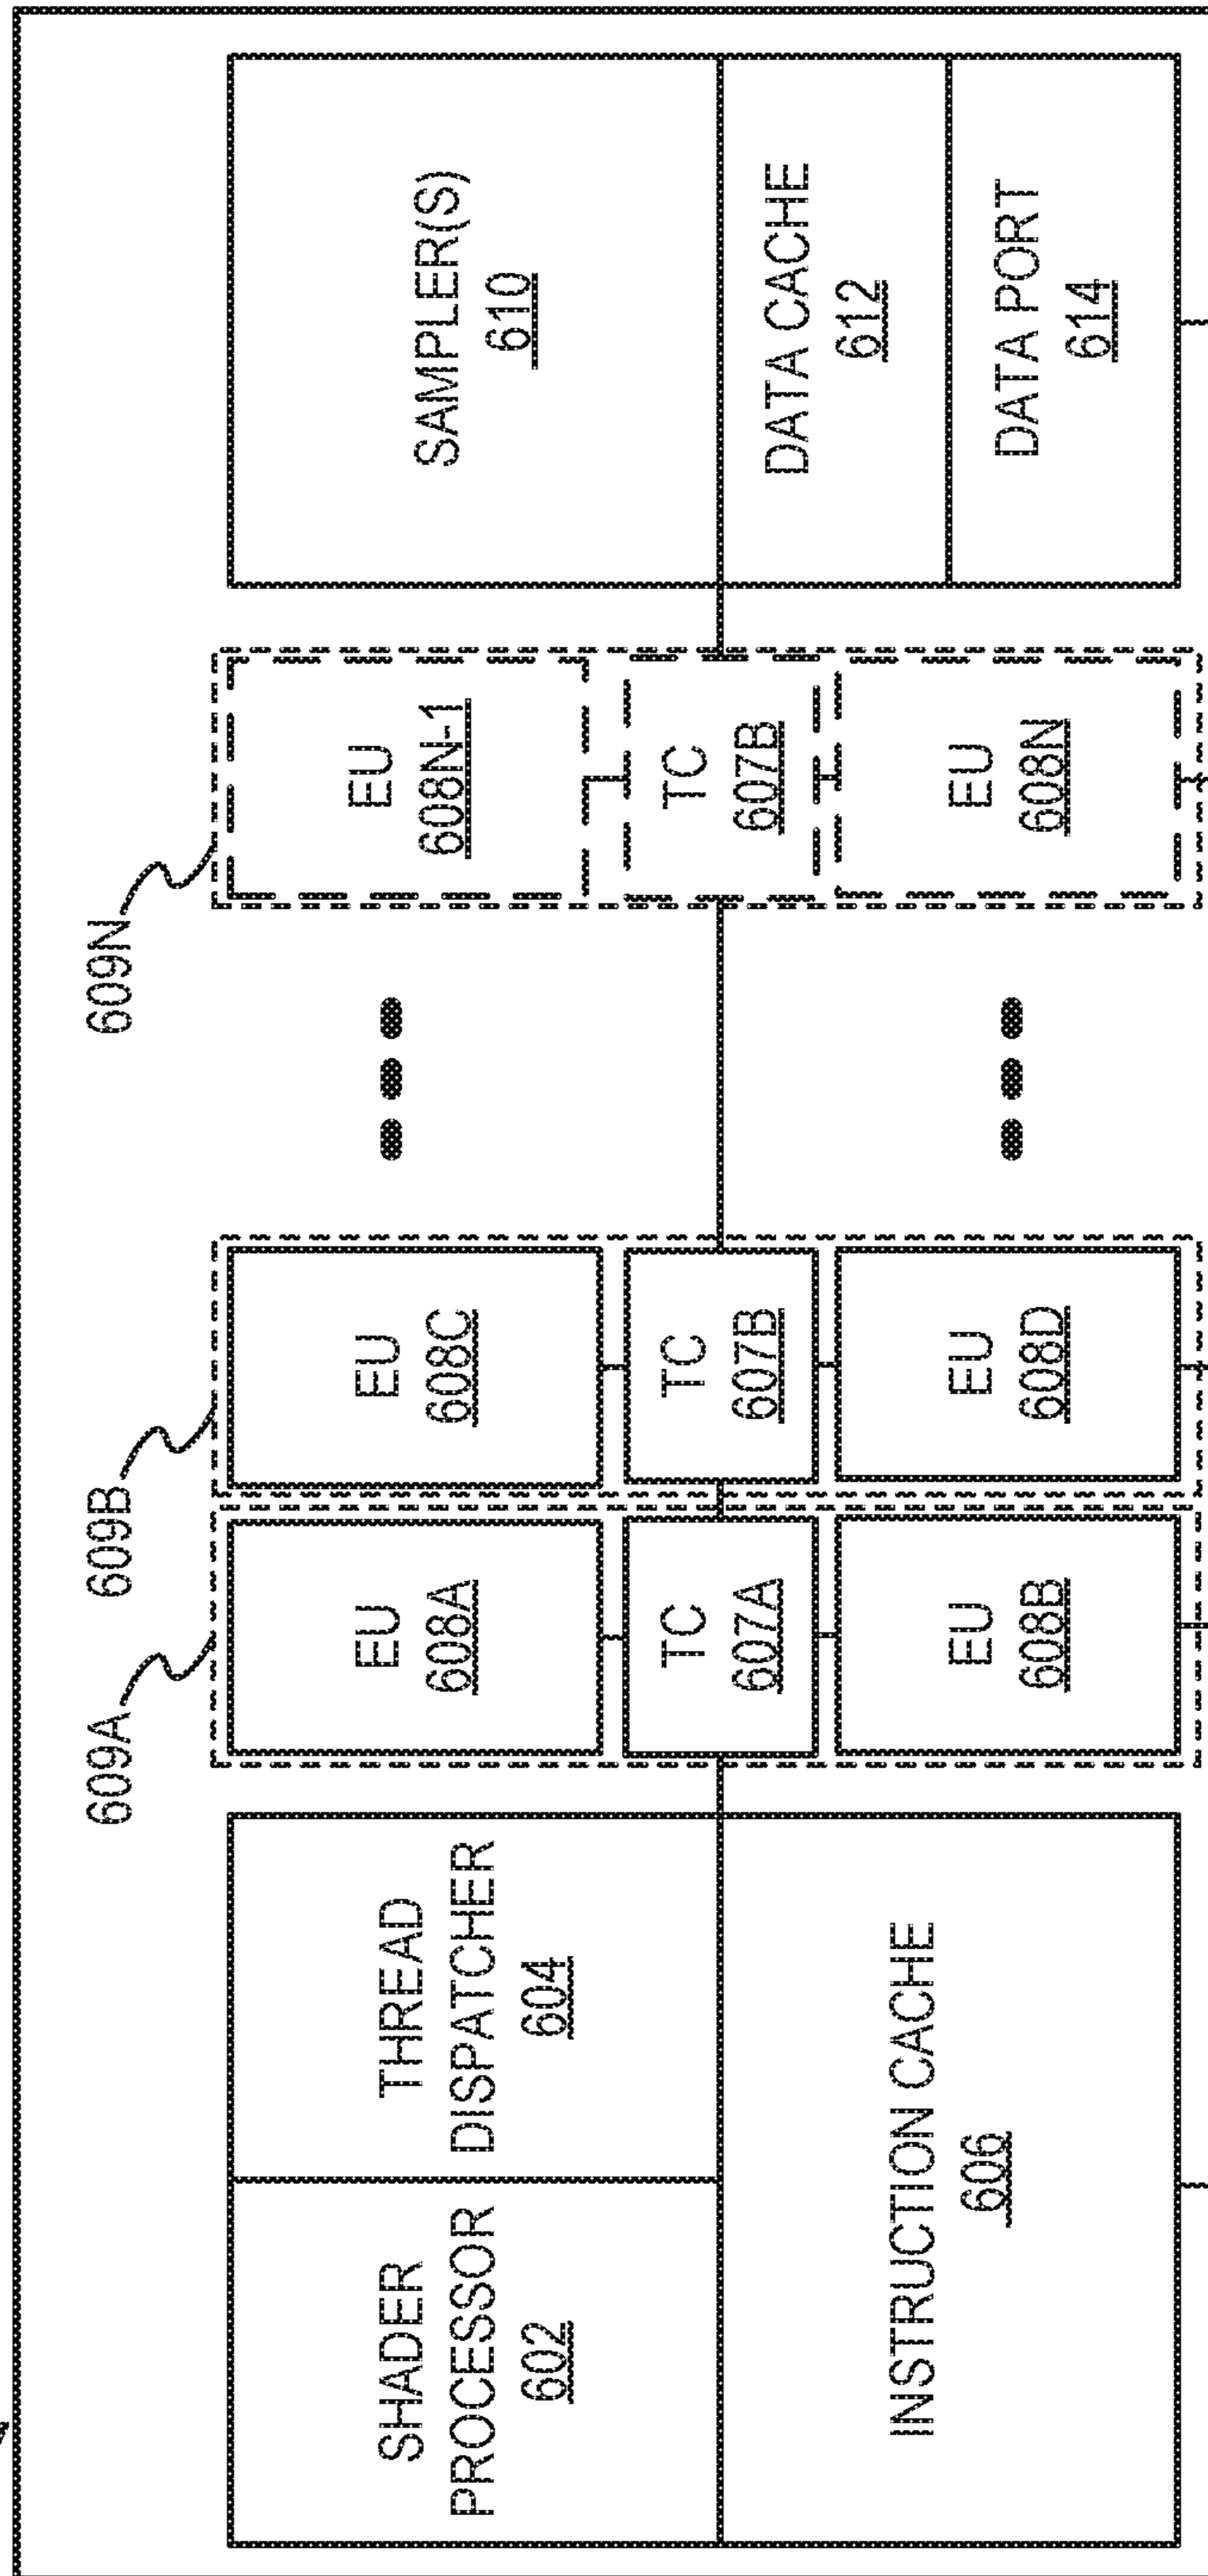 609A
609B
609N
SHADER
PROCESSOR
602
THREAD
DISPATCHER
604
INSTRUCTION CACHE
606
EU
608A
TC
607A
EU
608B
EU
608C
TC
607B
EU
608D
EU
608N-1
TC
607B
EU
608N
SAMPLER(S)
610
DATA CACHE
612
DATA PORT
614